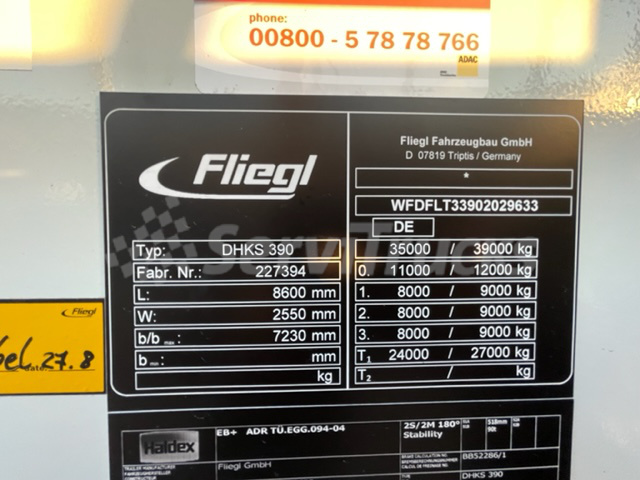 phone:
00800 - 5 78 78 766
ADAC
Fliegl
Fliegl Fahrzeugbau GmbH
D 07819 Triptis / Germany
*
WFDFLT33902029633
DE
Typ: DHKS 390
Fabr. Nr.: 227394
L: 8600 mm
W: 2550 mm
b/b max.: 7230 mm
b min.: mm
kg
35000 / 39000 kg
0. 11000 / 12000 kg
1. 8000 / 9000 kg
2. 8000 / 9000 kg
3. 8000 / 9000 kg
T1 24000 / 27000 kg
T2 / kg
Fliegl
27.8
Haldex
EB+ ADR TÜ.EGG.094-04
2S/2M 180°
Stability
518mm
90t
Fliegl GmbH
BB52286/1
TYPE
DHKS 390